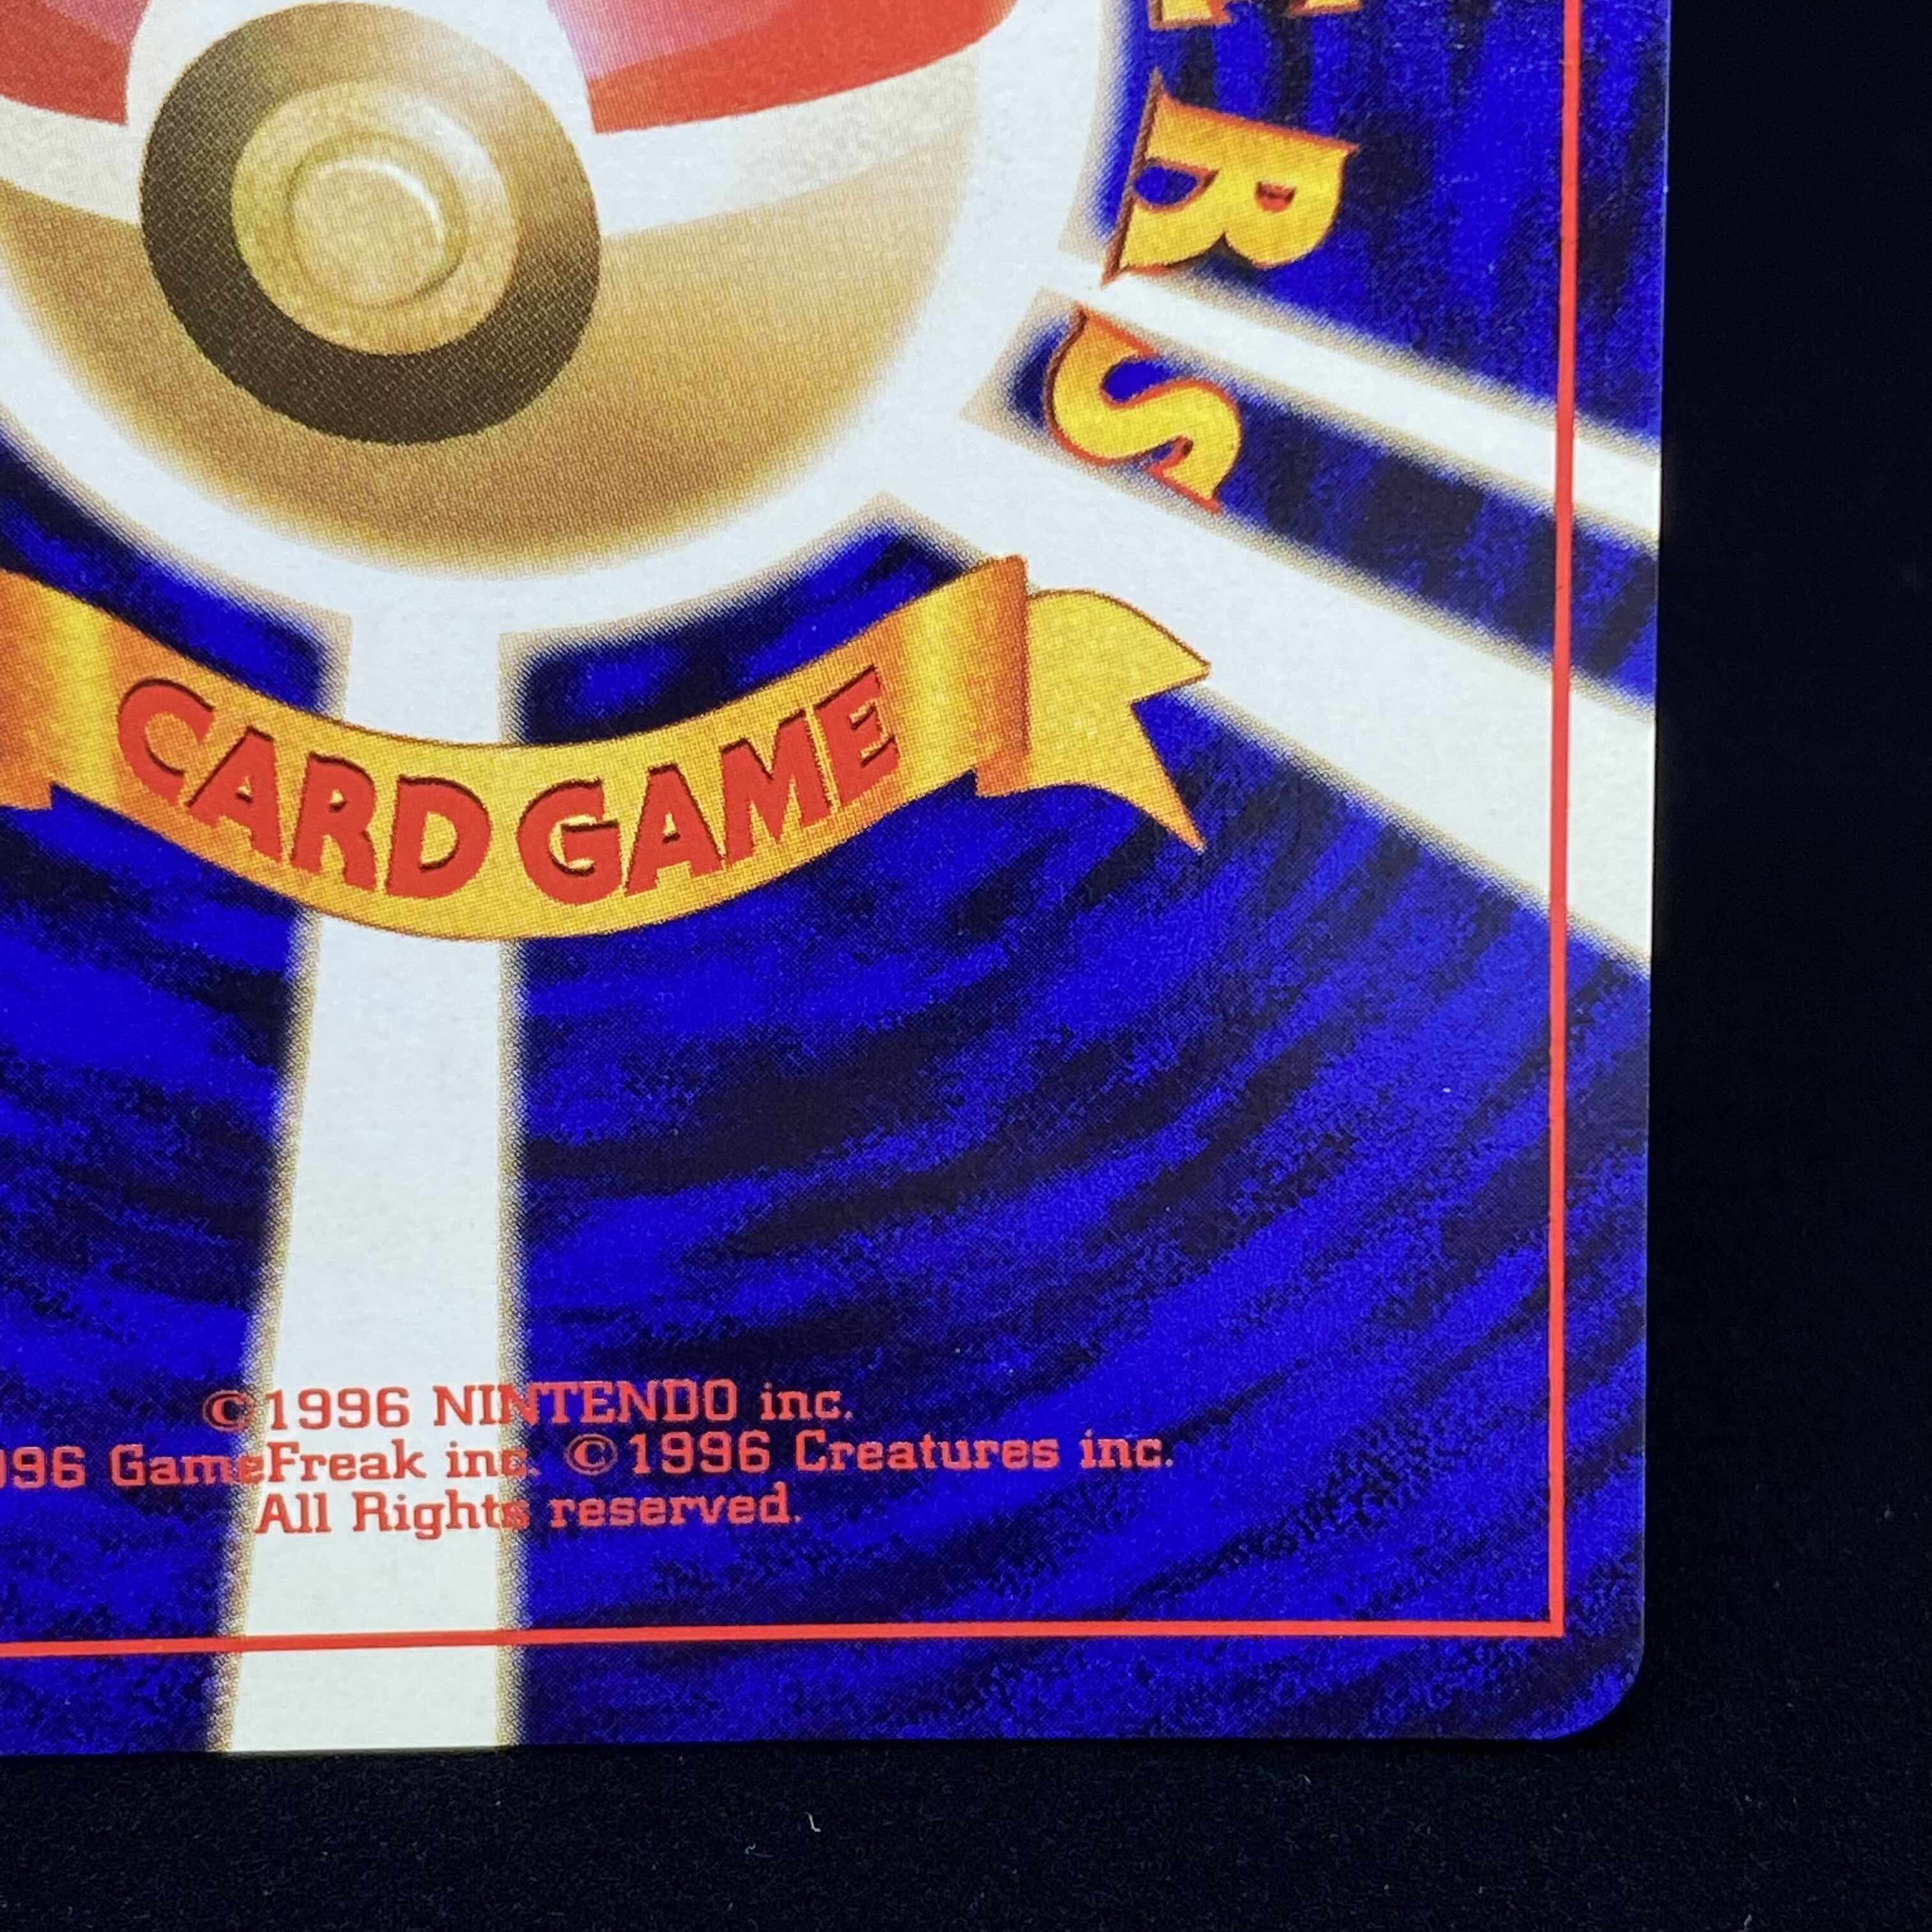 RS
CARD GAME
©1996 NINTENDO inc.
96 GameFreak inc. ©1996 Creatures inc.
All Rights reserved.